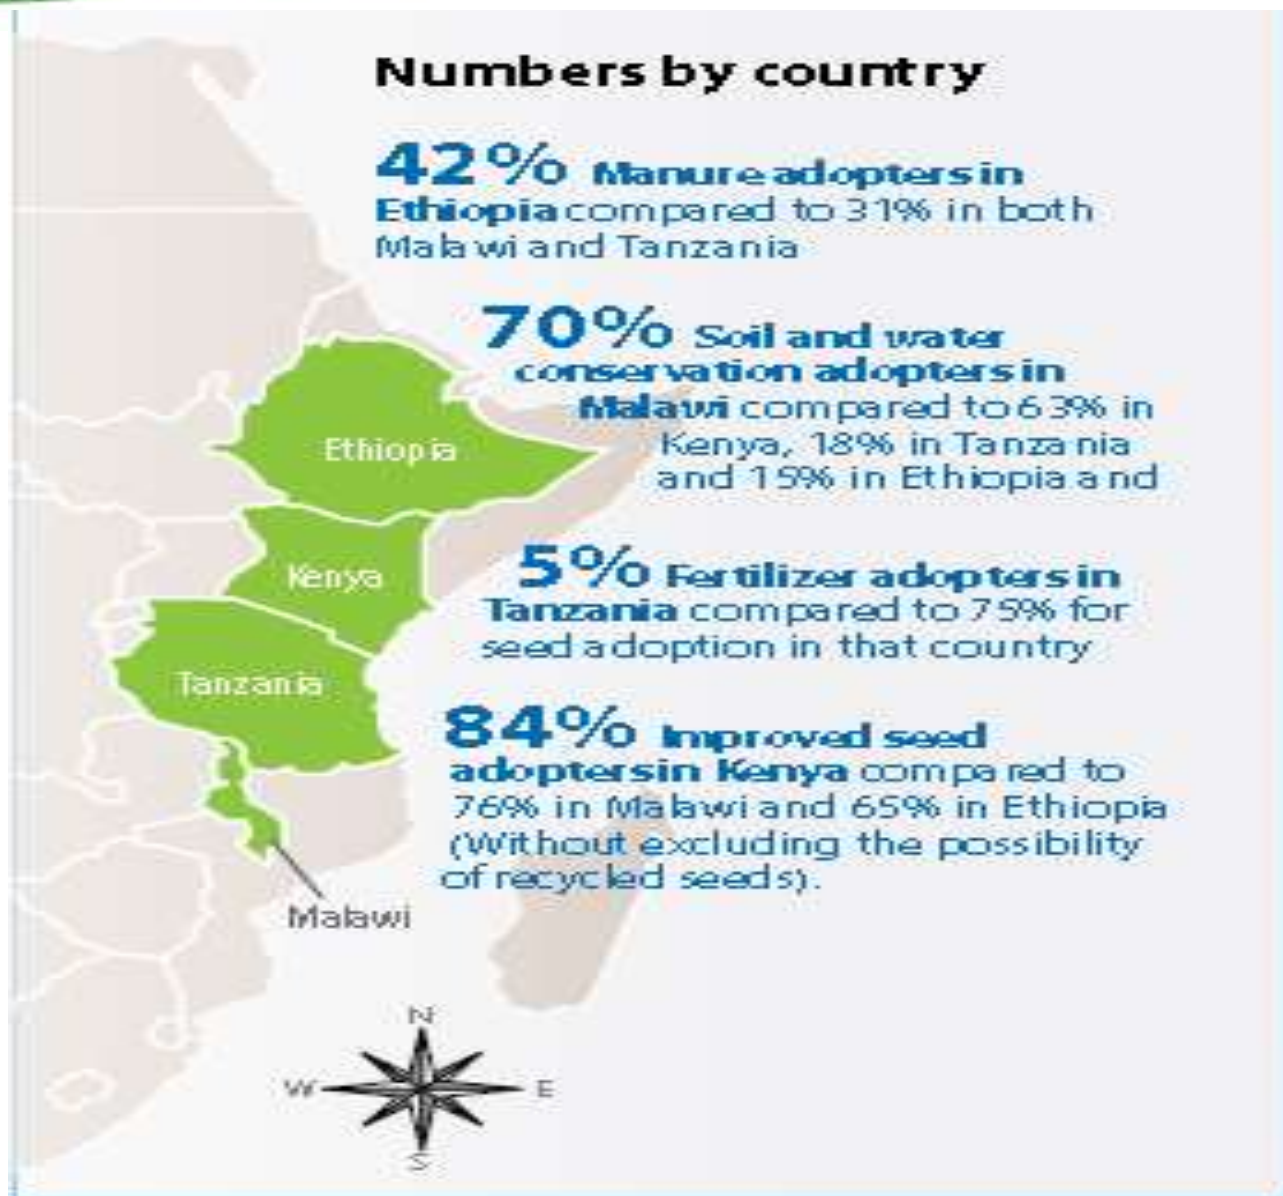 Numbers by country
42% Manure adopters in
Ethiopia compared to 31% in both
Malawi and Tanzania
70% Soil and water
conservation adopters in
Malawi compared to 63% in
Kenya, 18% in Tanzania
and 15% in Ethiopia and
5% Fertilizer adopters in
Tanzania compared to 75% for
seed adoption in that country
84% Improved seed
adopters in Kenya compared to
76% in Malawi and 65% in Ethiopia
(Without excluding the possibility
of recycled seeds).
Ethiopia
Kenya
Tanzania
Malawi
N
W E
S